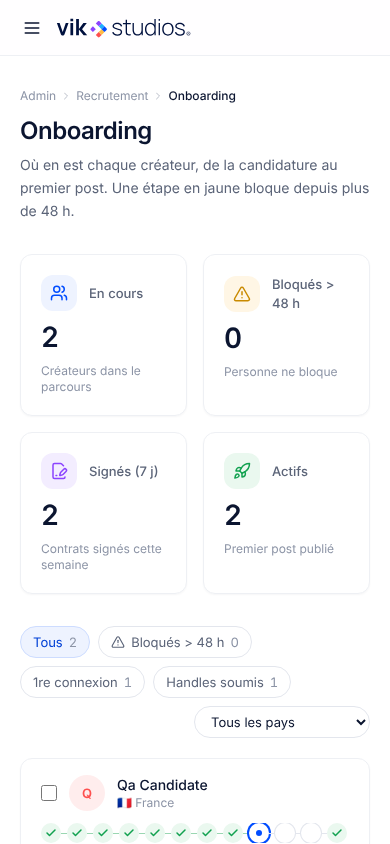 vik studios®
Admin > Recrutement > Onboarding
Onboarding
Où en est chaque créateur, de la candidature au
premier post. Une étape en jaune bloque depuis plus
de 48 h.
En cours
2
Créateurs dans le
parcours
Bloqués >
48 h
0
Personne ne bloque
Signés (7 j)
2
Contrats signés cette
semaine
Actifs
2
Premier post publié
Tous 2
Bloqués > 48 h 0
1re connexion 1
Handles soumis 1
Tous les pays
Q
Qa Candidate
France